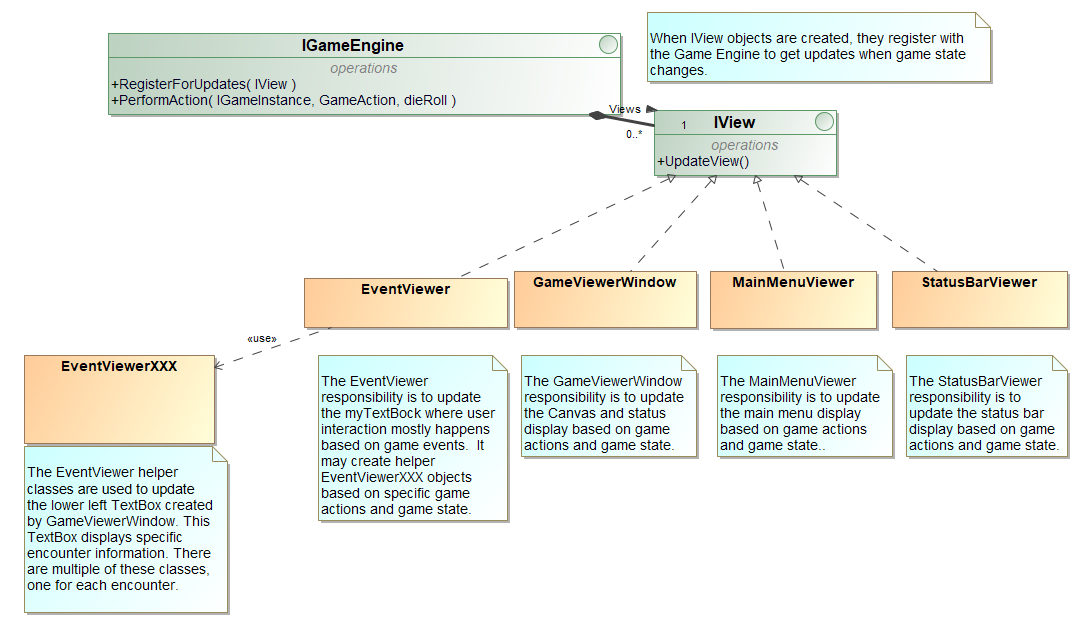 IGameEngine
operations
+RegisterForUpdates( IView )
+PerformAction( IGameInstance, GameAction, dieRoll )
When IView objects are created, they register with
the Game Engine to get updates when game state
changes.
Views
1
0..*
IView
operations
+UpdateView()
EventViewer
GameViewerWindow
MainMenuViewer
StatusBarViewer
«use»
EventViewerXXX
The EventViewer helper
classes are used to update
the lower left TextBox created
by GameViewerWindow. This
TextBox displays specific
encounter information. There
are multiple of these classes,
one for each encounter.
The EventViewer
responsibility is to update
the myTextBock where user
interaction mostly happens
based on game events. It
may create helper
EventViewerXXX objects
based on specific game
actions and game state.
The GameViewerWindow
responsibility is to update
the Canvas and status
display based on game
actions and game state.
The MainMenuViewer
responsibility is to update
the main menu display
based on game actions
and game state..
The StatusBarViewer
responsibility is to
update the status bar
display based on game
actions and game state.